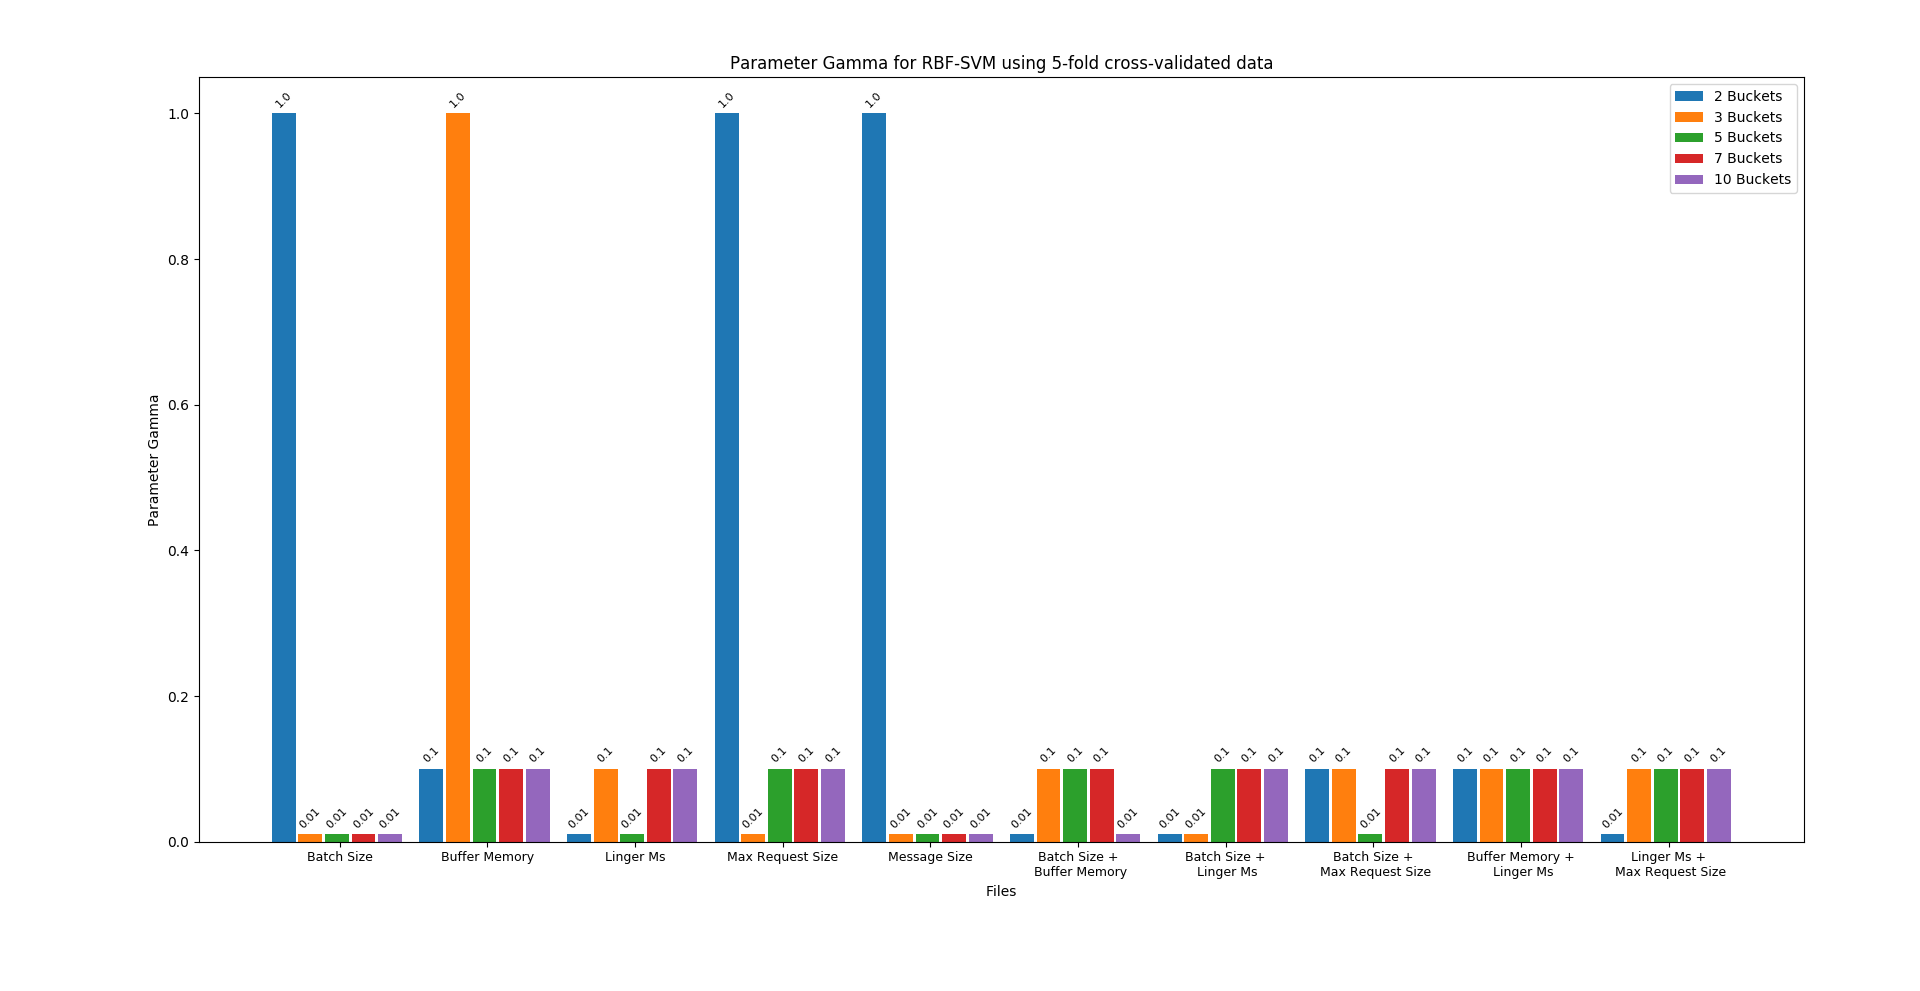 Parameter Gamma for RBF-SVM using 5-fold cross-validated data
2 Buckets
3 Buckets
5 Buckets
7 Buckets
10 Buckets
Parameter Gamma
1.0
0.8
0.6
0.4
0.2
0.0
1.0
0.01
0.01
0.01
0.01
0.1
1.0
0.1
0.1
0.1
0.01
0.1
0.01
0.1
0.1
1.0
0.01
0.1
0.1
0.1
1.0
0.01
0.01
0.01
0.01
0.01
0.1
0.1
0.1
0.01
0.01
0.01
0.1
0.1
0.1
0.1
0.1
0.01
0.1
0.1
0.1
0.1
0.1
0.1
0.1
0.01
0.1
0.1
0.1
0.1
Batch Size
Buffer Memory
Linger Ms
Max Request Size
Message Size
Batch Size +
Buffer Memory
Batch Size +
Linger Ms
Batch Size +
Max Request Size
Buffer Memory +
Linger Ms
Linger Ms +
Max Request Size
Files